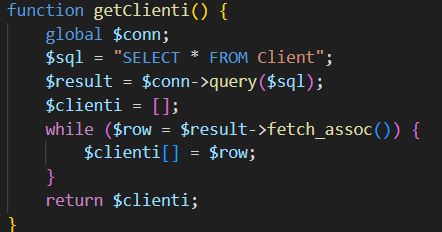 function getClienti() {
    global $conn;
    $sql = "SELECT * FROM Client";
    $result = $conn->query($sql);
    $clienti = [];
    while ($row = $result->fetch_assoc()) {
        $clienti[] = $row;
    }
    return $clienti;
}